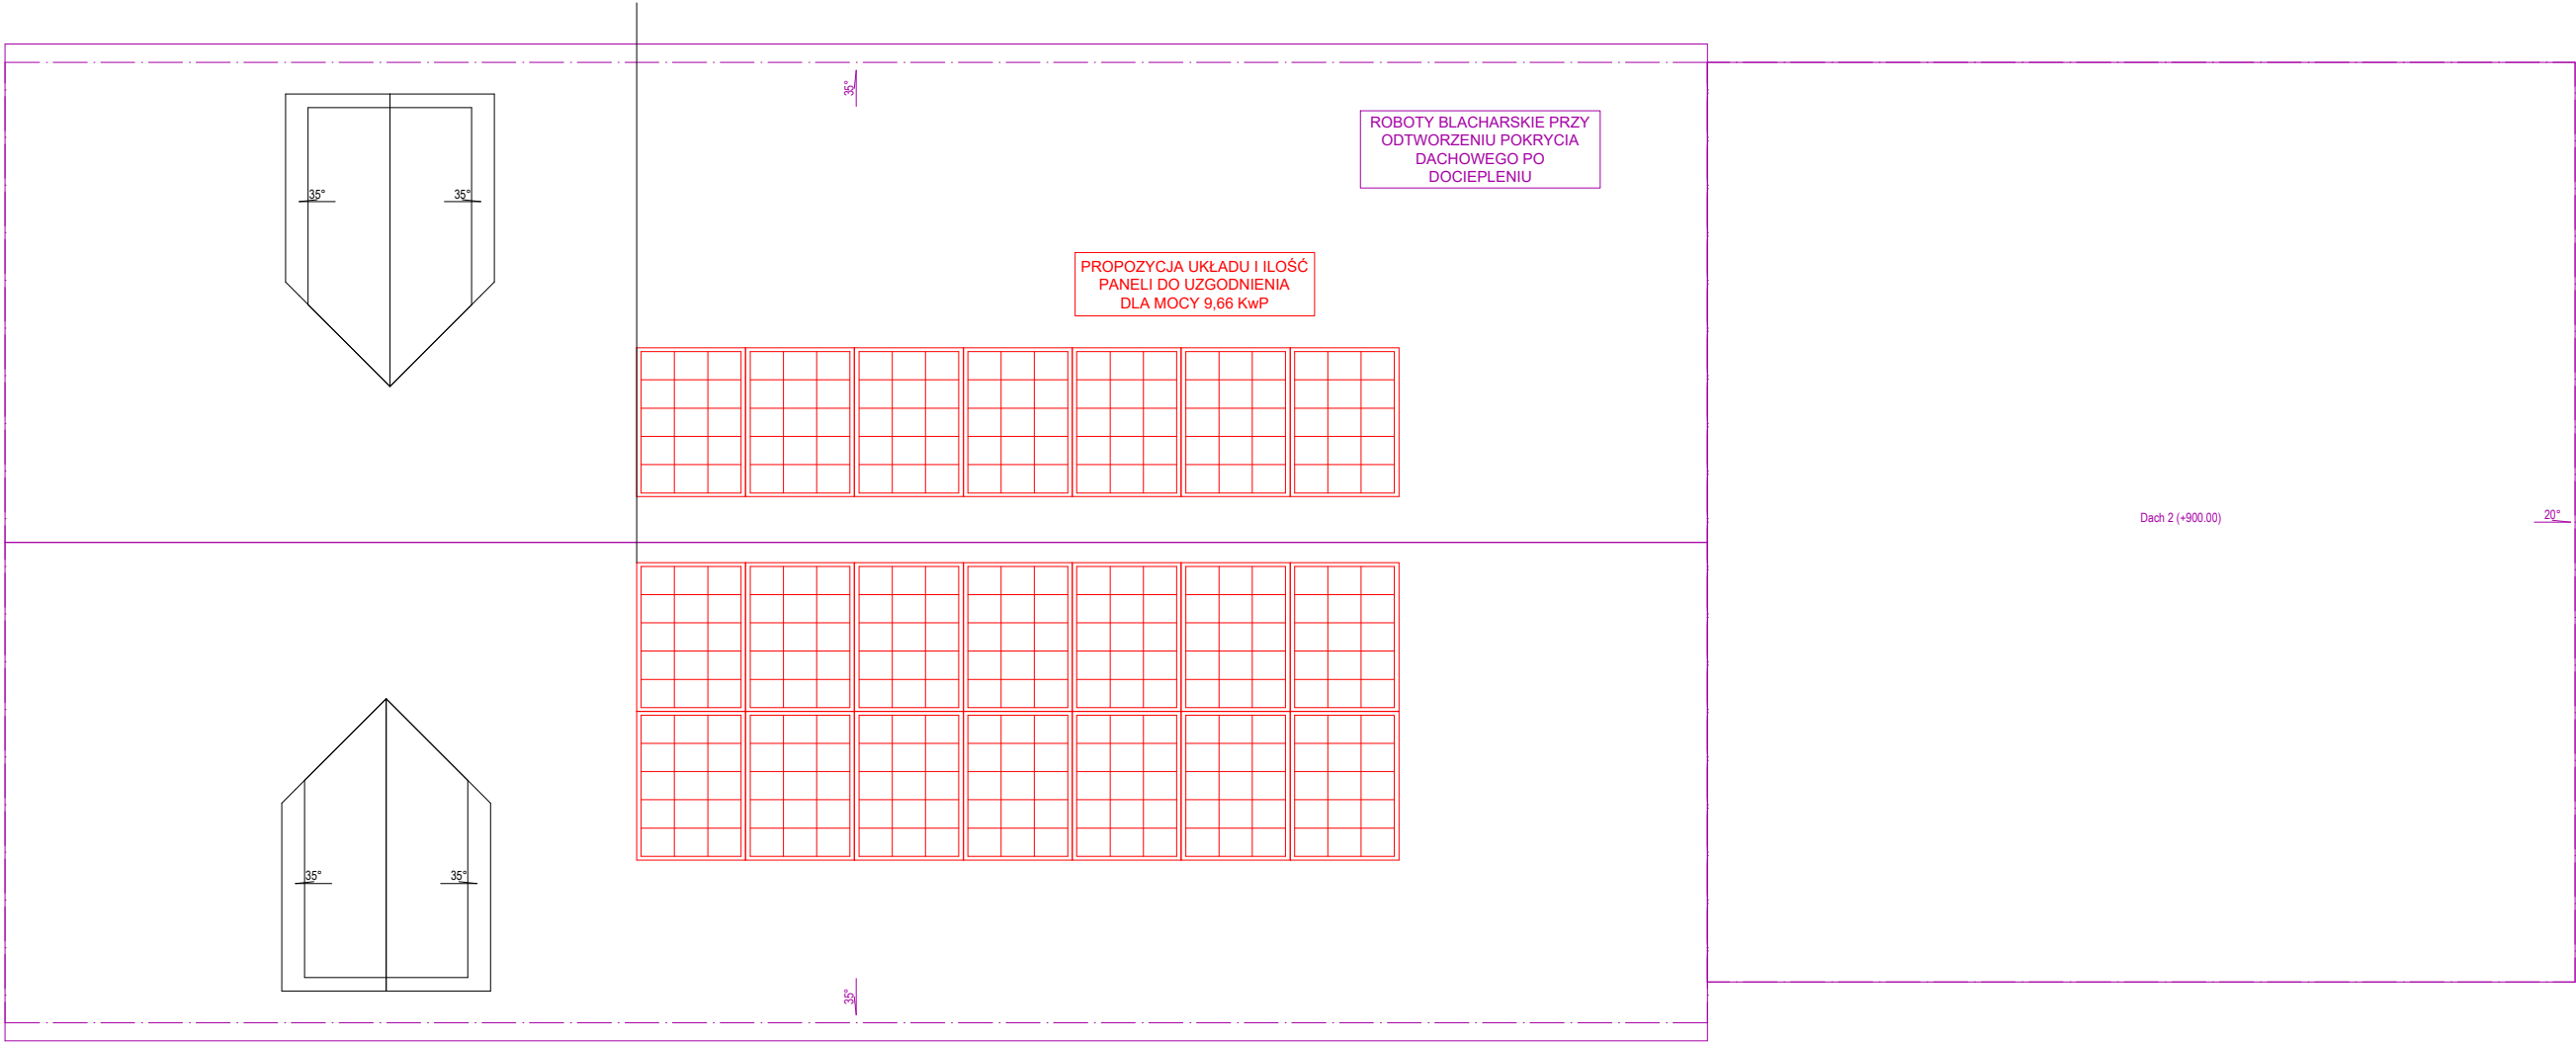 35°
ROBOTY BLACHARSKIE PRZY
ODTWORZENIU POKRYCIA
DACHOWEGO PO
DOCIEPLENIU
35°
35°
PROPOZYCJA UKŁADU I ILOŚĆ
PANELI DO UZGODNIENIA
DLA MOCY 9,66 KwP
Dach 2 (+900.00)
20°
35°
35°
35°